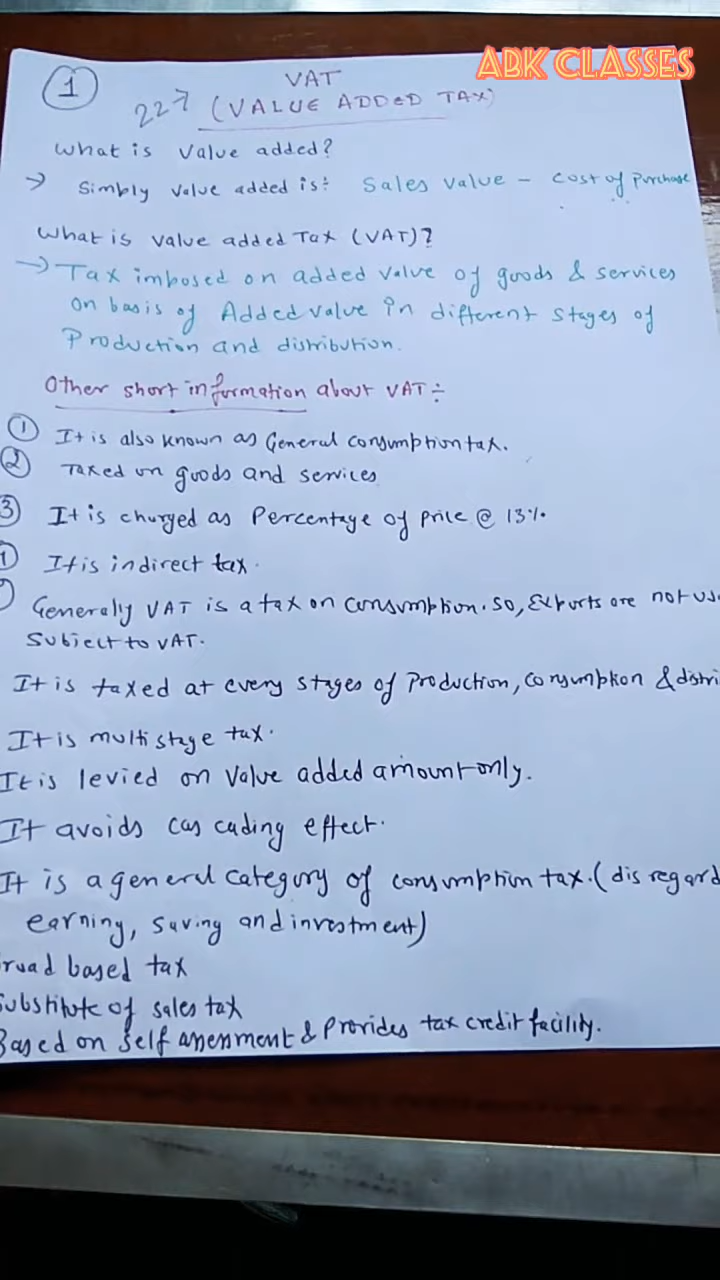 ABK CLASSES
1
VAT
227 (VALUE ADDED TAX)
What is value added?
→ Simply value added is÷ Sales value - cost of purchase
What is value added Tax (VAT)?
→ Tax imposed on added value of goods & services
on basis of Added value in different stages of
Production and distribution.
Other short information about VAT÷
① It is also known as General consumption tax.
② Taxed on goods and services
③ It is charged as Percentage of price @ 13%
It is indirect tax.
Generally VAT is a tax on consumption. so, Exports are not
subject to VAT.
It is taxed at every stages of Production, consumption & distri
It is multi stage tax.
It is levied on value added amount only.
It avoids cascading effect.
It is a general category of consumption tax. (disregard
earning, saving and investment)
road based tax
substitute of sales tax
Based on self assessment & Provides tax credit facility.